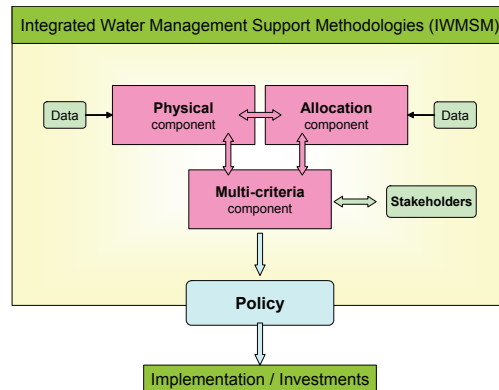 Integrated Water Management Support Methodologies (IWMSM)
Data
Physical
component
Allocation
component
Data
Multi-criteria
component
Stakeholders
Policy
Implementation / Investments